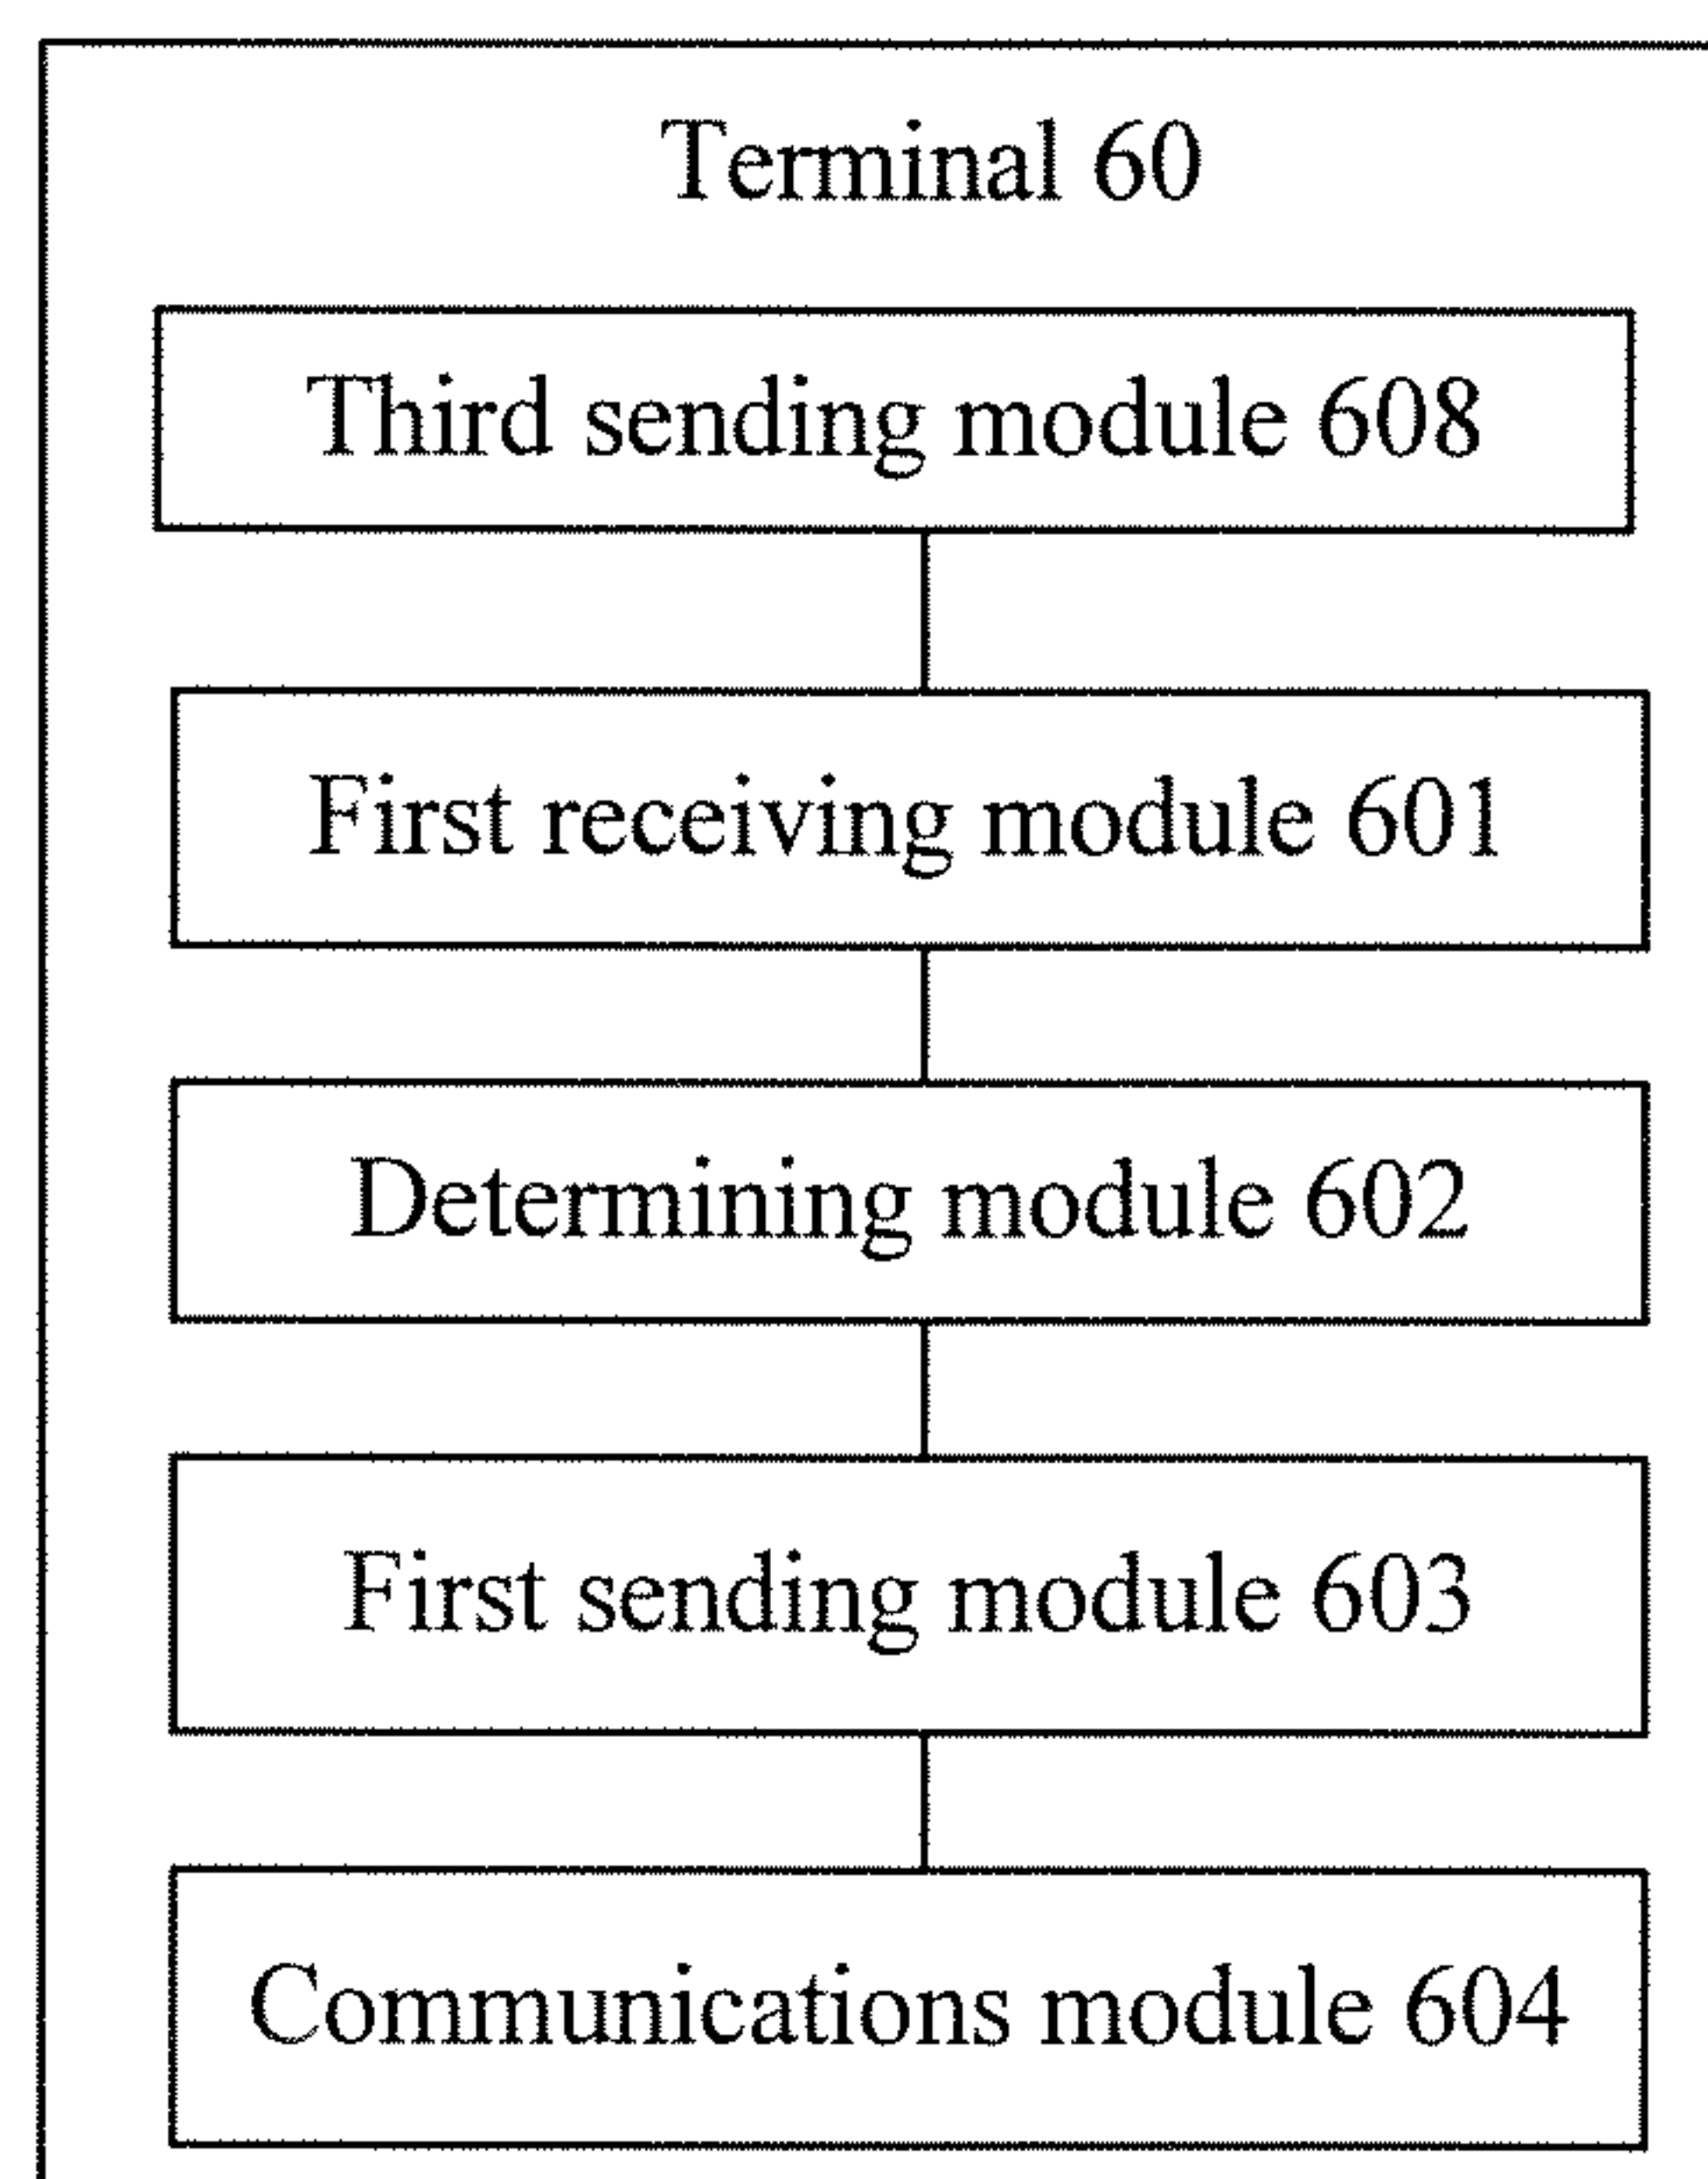 Terminal 60
Third sending module 608
First receiving module 601
Determining module 602
First sending module 603
Communications module 604